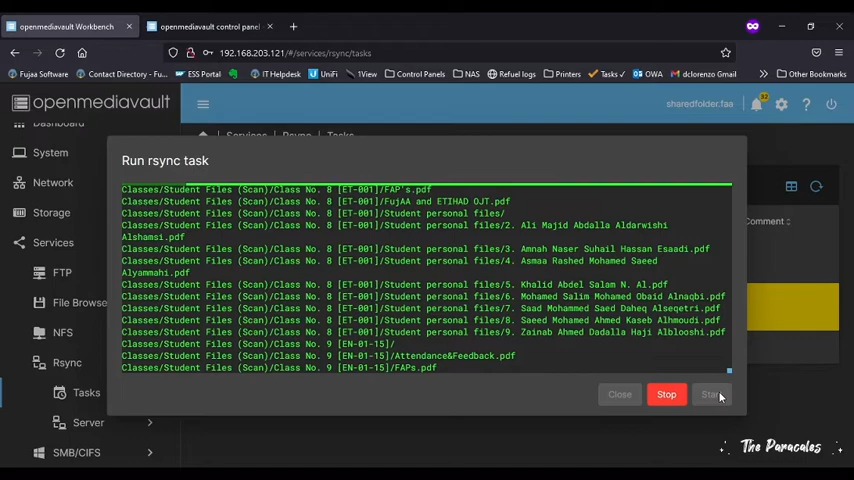 openmediavault Workbench
openmediavault control panel
192.168.203.121/#/services/rsync/tasks
Fujaa Software
Contact Directory - Fu...
ESS Portal
IT Helpdesk
UniFi
1View
Control Panels
NAS
Refuel logs
Printers
Tasks ✓
OWA
dclorenzo Gmail
Other Bookmarks
openmediavault
sharedfolder.faa
32
Dashboard
Services
Rsync
Tasks
System
Network
Storage
Services
FTP
File Browse
NFS
Rsync
Tasks
Server
SMB/CIFS
Comment
Run rsync task
Classes/Student Files (Scan)/Class No. 8 [ET-001]/FAP's.pdf
Classes/Student Files (Scan)/Class No. 8 [ET-001]/FujAA and ETIHAD OJT.pdf
Classes/Student Files (Scan)/Class No. 8 [ET-001]/Student personal files/
Classes/Student Files (Scan)/Class No. 8 [ET-001]/Student personal files/2. Ali Majid Abdalla Aldarwishi
Alshamsi.pdf
Classes/Student Files (Scan)/Class No. 8 [ET-001]/Student personal files/3. Amnah Naser Suhail Hassan Esaadi.pdf
Classes/Student Files (Scan)/Class No. 8 [ET-001]/Student personal files/4. Asmaa Rashed Mohamed Saeed
Alyammahi.pdf
Classes/Student Files (Scan)/Class No. 8 [ET-001]/Student personal files/5. Khalid Abdel Salam N. Al.pdf
Classes/Student Files (Scan)/Class No. 8 [ET-001]/Student personal files/6. Mohamed Salim Mohamed Obaid Alnaqbi.pdf
Classes/Student Files (Scan)/Class No. 8 [ET-001]/Student personal files/7. Saad Mohammed Saed Daheq Alseqetri.pdf
Classes/Student Files (Scan)/Class No. 8 [ET-001]/Student personal files/8. Saeed Mohamed Ahmed Kaseb Alhmoudi.pdf
Classes/Student Files (Scan)/Class No. 8 [ET-001]/Student personal files/9. Zainab Ahmed Dadalla Haji Alblooshi.pdf
Classes/Student Files (Scan)/Class No. 9 [EN-01-15]/
Classes/Student Files (Scan)/Class No. 9 [EN-01-15]/Attendance&Feedback.pdf
Classes/Student Files (Scan)/Class No. 9 [EN-01-15]/FAPs.pdf
Close
Stop
Start
The Paracales